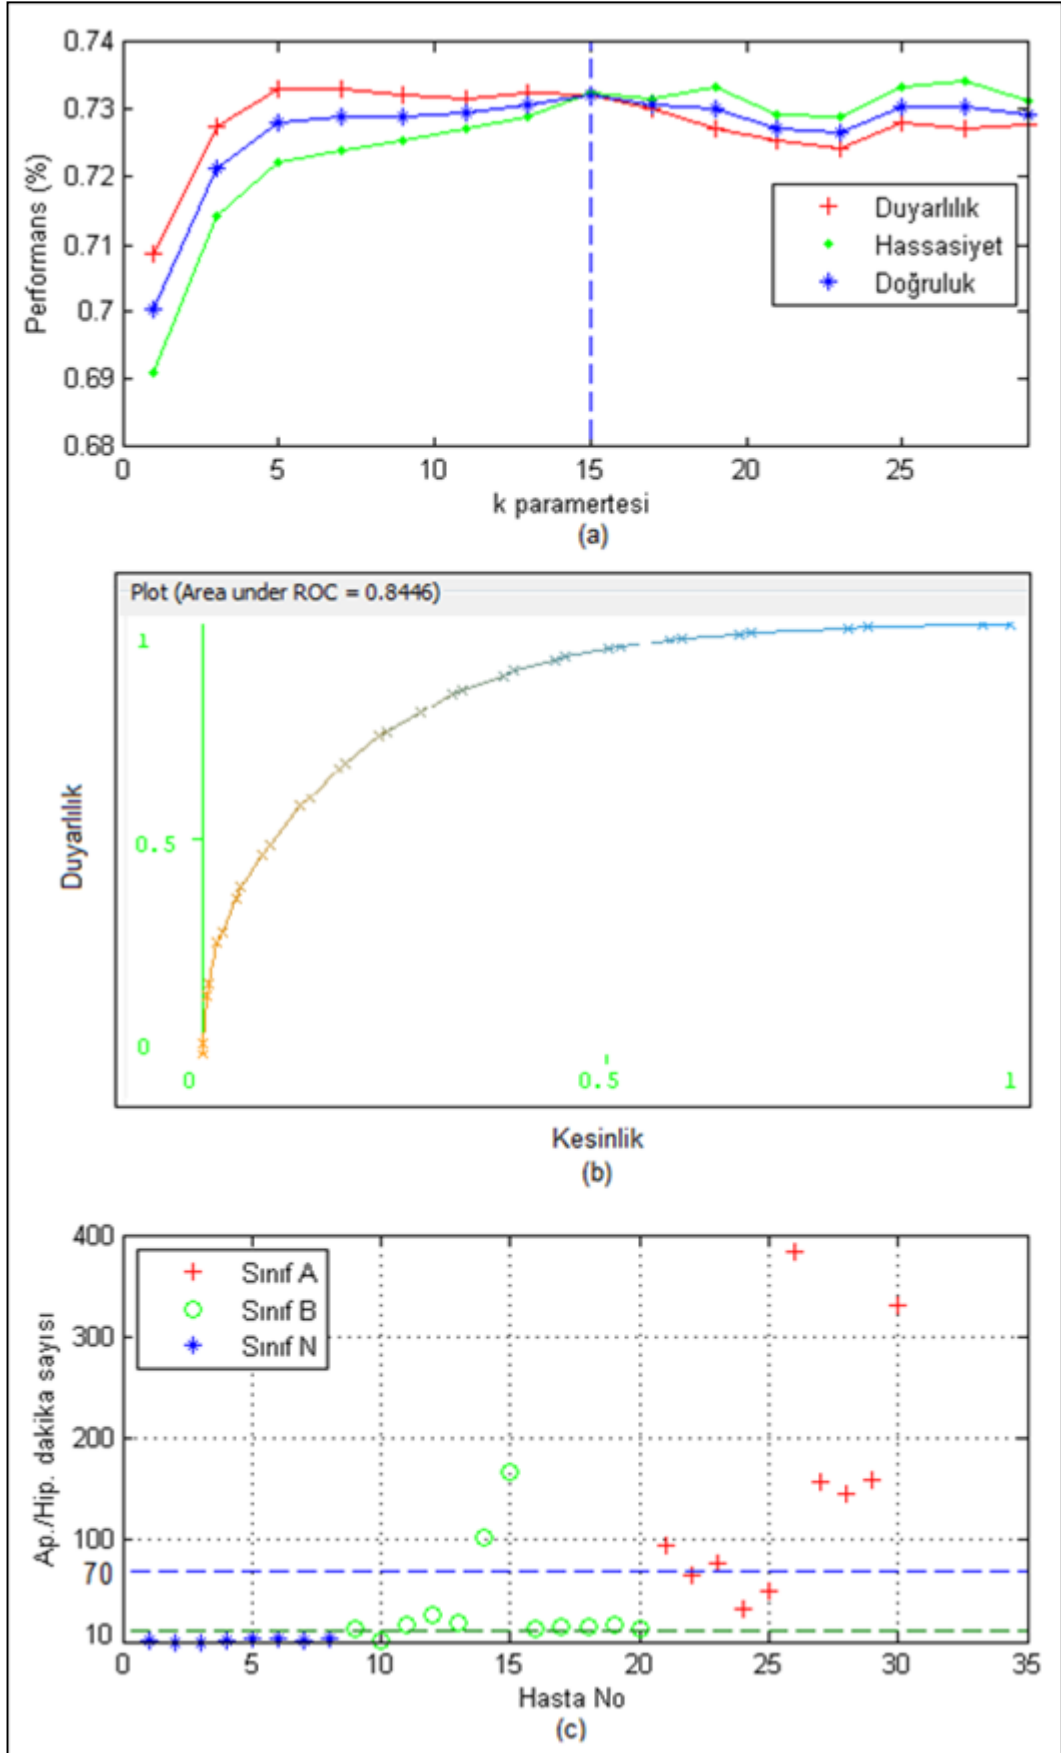 0.74
0.73
0.72
0.71
0.7
0.69
0.68
Performans (%)
Duyarlılık
Hassasiyet
Doğruluk
0 5 10 15 20 25
k paramertesi
(a)
Plot (Area under ROC = 0.8446)
1
0.5
0
Duyarlılık
0 0.5 1
Kesinlik
(b)
400
300
200
100
70
10
Ap./Hip. dakika sayısı
Sınıf A
Sınıf B
Sınıf N
0 5 10 15 20 25 30 35
Hasta No
(c)